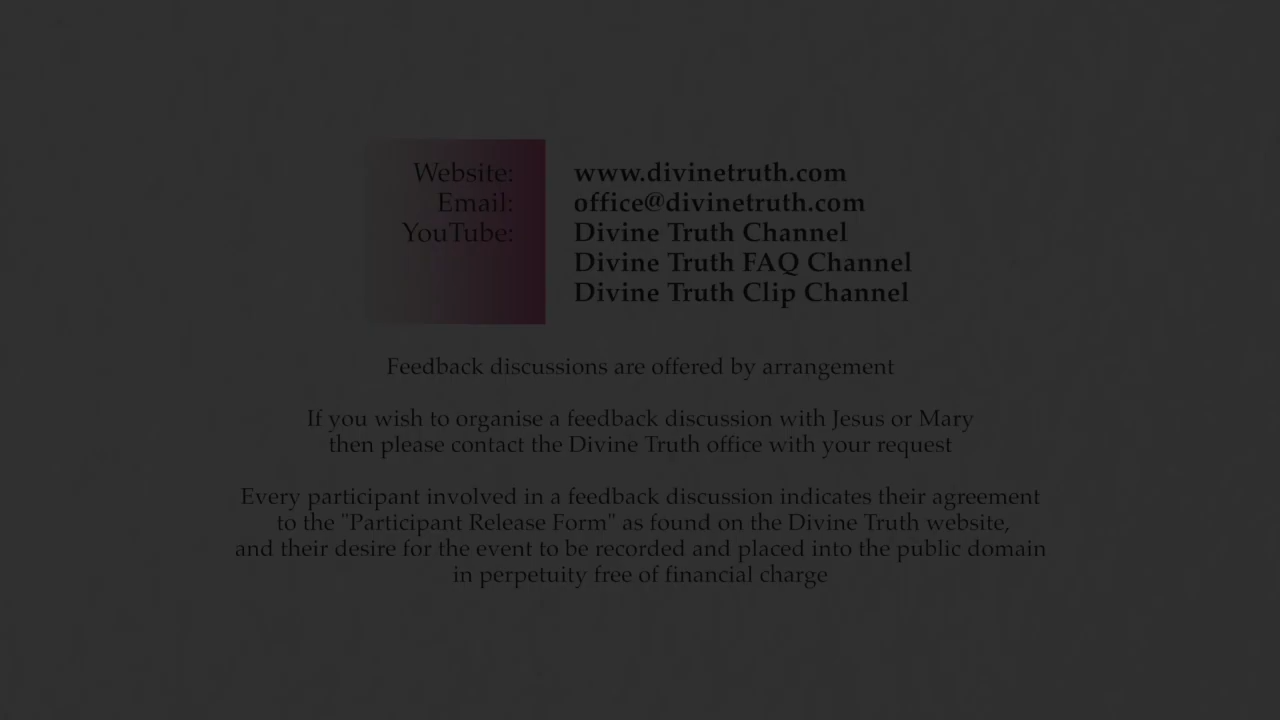 Website: www.divinetruth.com
Email: office@divinetruth.com
YouTube: Divine Truth Channel
Divine Truth FAQ Channel
Divine Truth Clip Channel
Feedback discussions are offered by arrangement
If you wish to organise a feedback discussion with Jesus or Mary
then please contact the Divine Truth office with your request
Every participant involved in a feedback discussion indicates their agreement
to the "Participant Release Form" as found on the Divine Truth website,
and their desire for the event to be recorded and placed into the public domain
in perpetuity free of financial charge